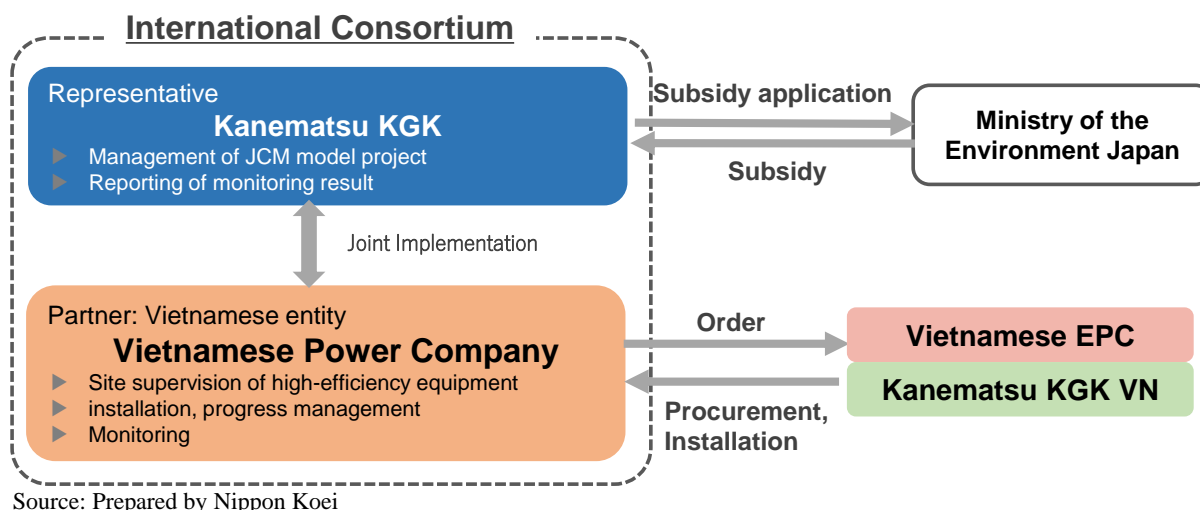 International Consortium
Representative
Kanematsu KGK
Management of JCM model project
Reporting of monitoring result
Subsidy application
Subsidy
Ministry of the
Environment Japan
Joint Implementation
Partner: Vietnamese entity
Vietnamese Power Company
Site supervision of high-efficiency equipment
installation, progress management
Monitoring
Order
Procurement,
Installation
Vietnamese EPC
Kanematsu KGK VN
Source: Prepared by Nippon Koei